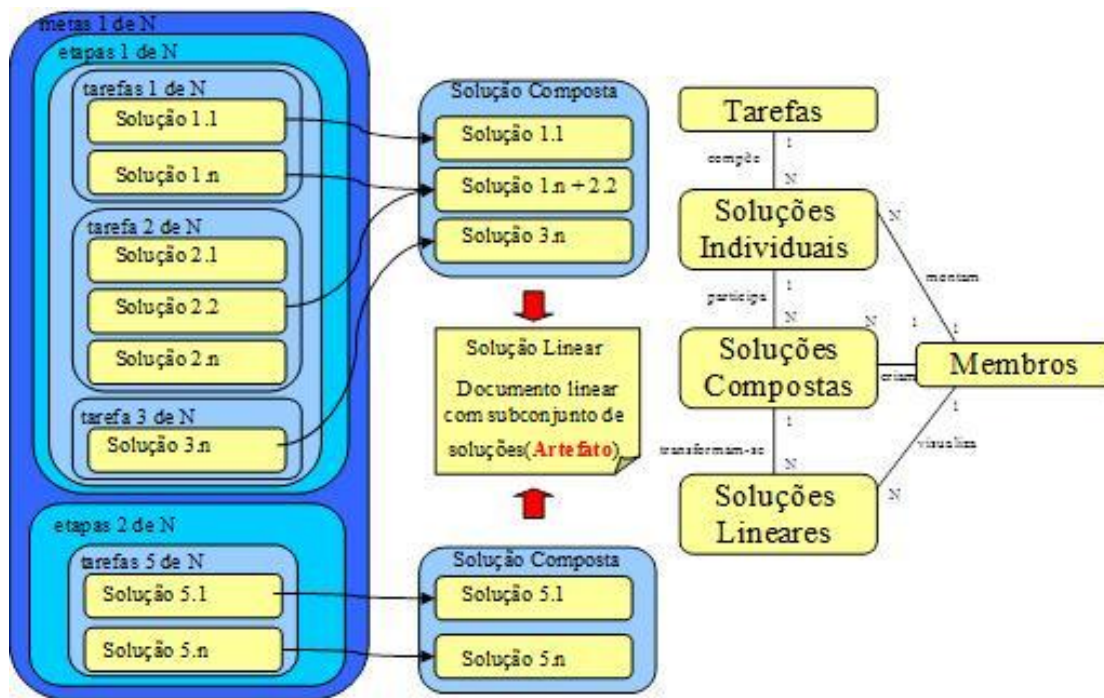 metas 1 de N
etapas 1 de N
tarefas 1 de N
Solução 1.1
Solução 1.n
tarefa 2 de N
Solução 2.1
Solução 2.2
Solução 2.n
tarefa 3 de N
Solução 3.n
etapas 2 de N
tarefas 5 de N
Solução 5.1
Solução 5.n
Solução Composta
Solução 1.1
Solução 1.n + 2.2
Solução 3.n
Solução Linear
Documento linear
com subconjunto de
soluções(Artefato)
Solução Composta
Solução 5.1
Solução 5.n
Tarefas
1
compõe
N
Soluções
Individuais
N
montam
1
participa
1
N
N
1
Soluções
Compostas
criam
Membros
1
1
visualiza
transformam-se
N
N
Soluções
Lineares